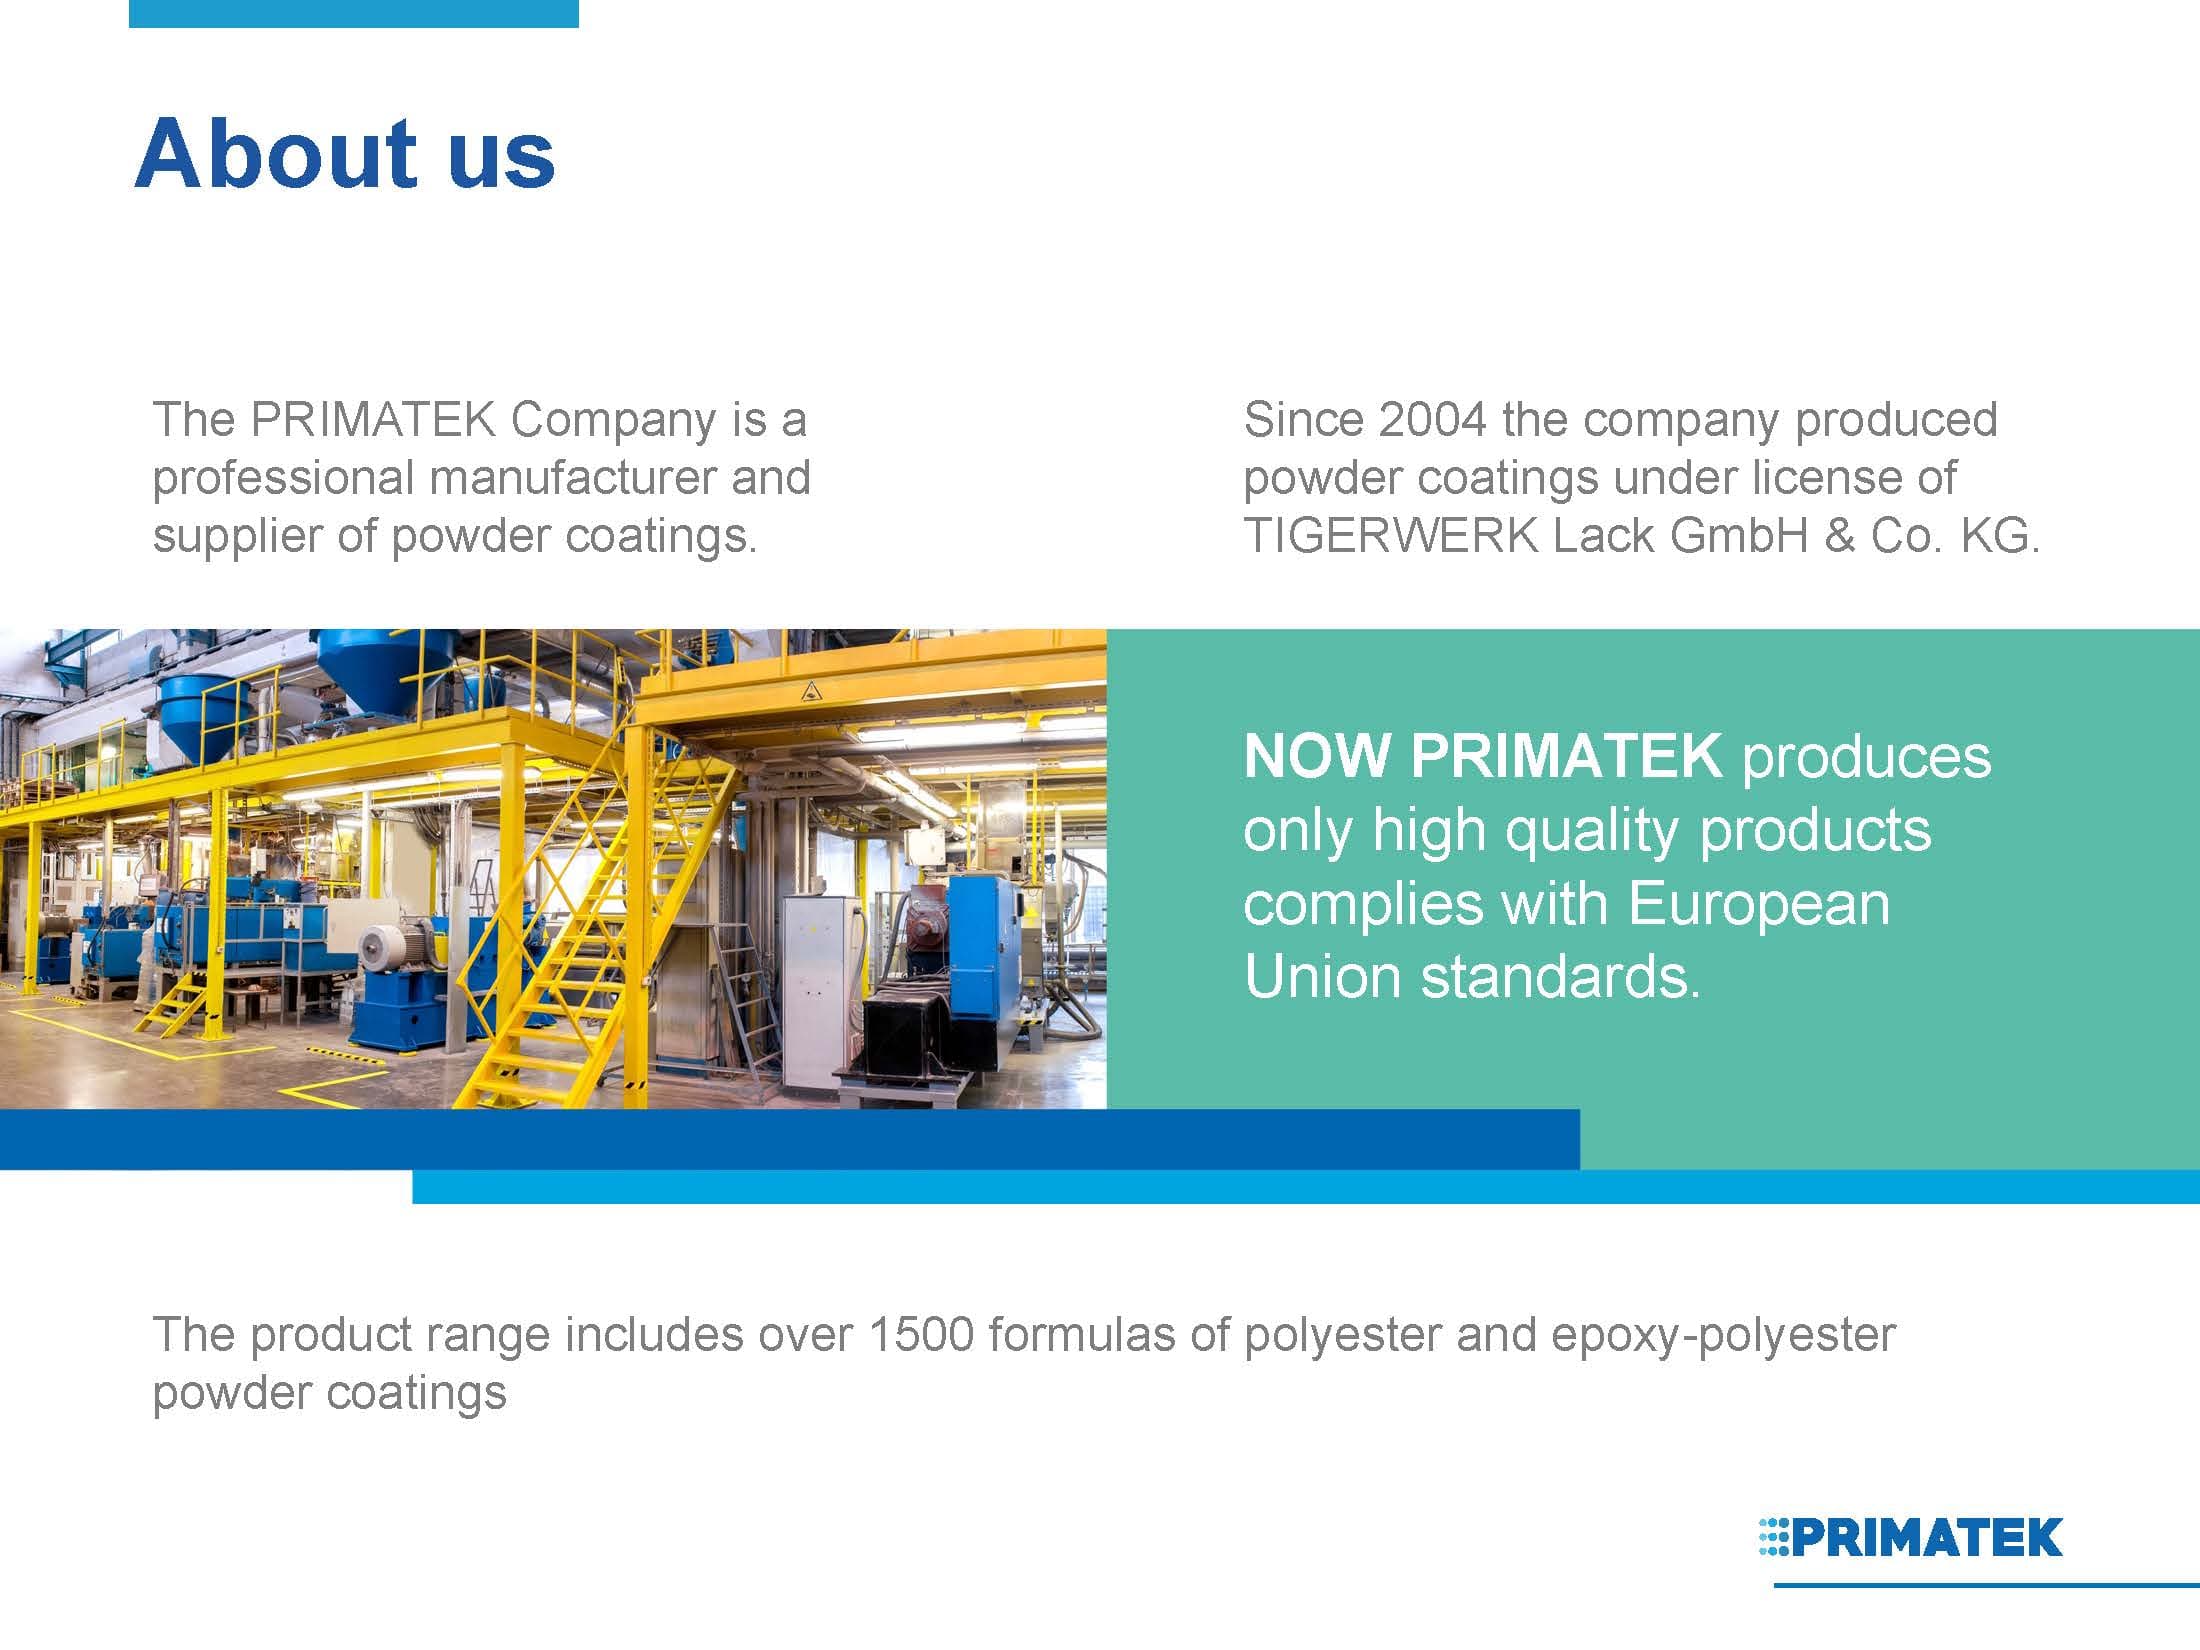 About us
The PRIMATEK Company is a
professional manufacturer and
supplier of powder coatings.
Since 2004 the company produced
powder coatings under license of
TIGERWERK Lack GmbH & Co. KG.
NOW PRIMATEK produces
only high quality products
complies with European
Union standards.
The product range includes over 1500 formulas of polyester and epoxy-polyester
powder coatings
PRIMATEK